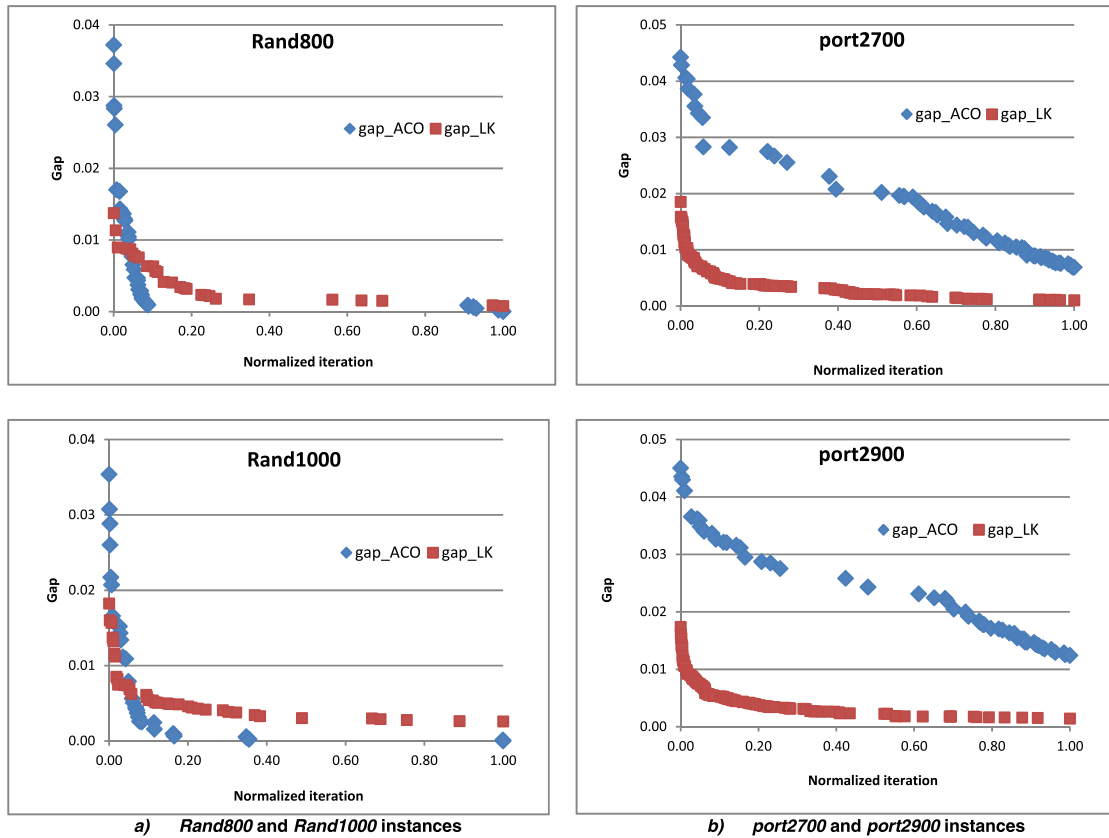 Rand800
0.04
0.03
0.02
0.01
0.00
Gap
gap_ACO gap_LK
0.00 0.20 0.40 0.60 0.80 1.00
Normalized iteration
port2700
0.05
0.04
0.03
0.02
0.01
0.00
Gap
gap_ACO gap_LK
0.00 0.20 0.40 0.60 0.80 1.00
Normalized iteration
Rand1000
0.04
0.03
0.02
0.01
0.00
Gap
gap_ACO gap_LK
0.00 0.20 0.40 0.60 0.80 1.00
Normalized iteration
port2900
0.05
0.04
0.03
0.02
0.01
0.00
Gap
gap_ACO gap_LK
0.00 0.20 0.40 0.60 0.80 1.00
Normalized iteration
a) Rand800 and Rand1000 instances
b) port2700 and port2900 instances